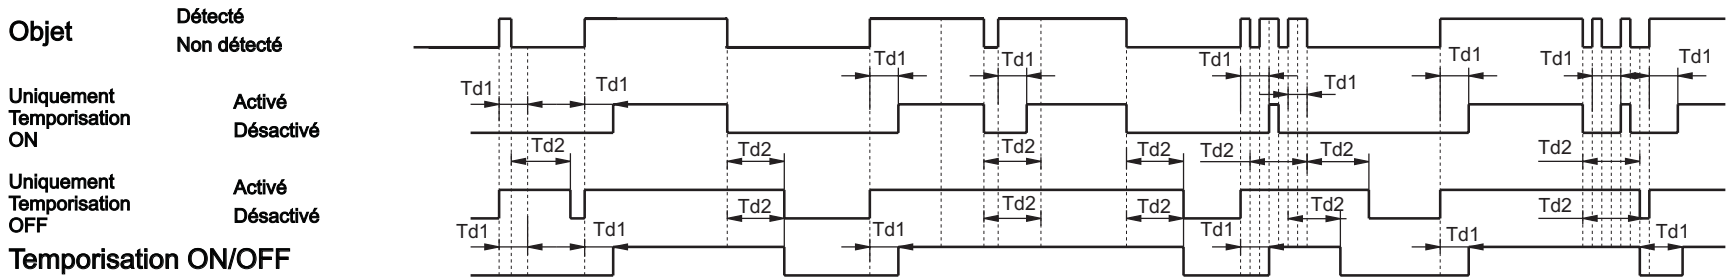 Objet
Détecté
Non détecté
Td1 Td1 Td1 Td1 Td1 Td1 Td1 Td1 Td1
Uniquement
Temporisation
ON
Activé
Désactivé
Td2 Td2 Td2 Td2 Td2 Td2 Td2
Uniquement
Temporisation
OFF
Activé
Désactivé
Td2 Td2 Td2 Td2 Td2
Td1 Td1 Td1 Td1 Td1 Td1
Temporisation ON/OFF